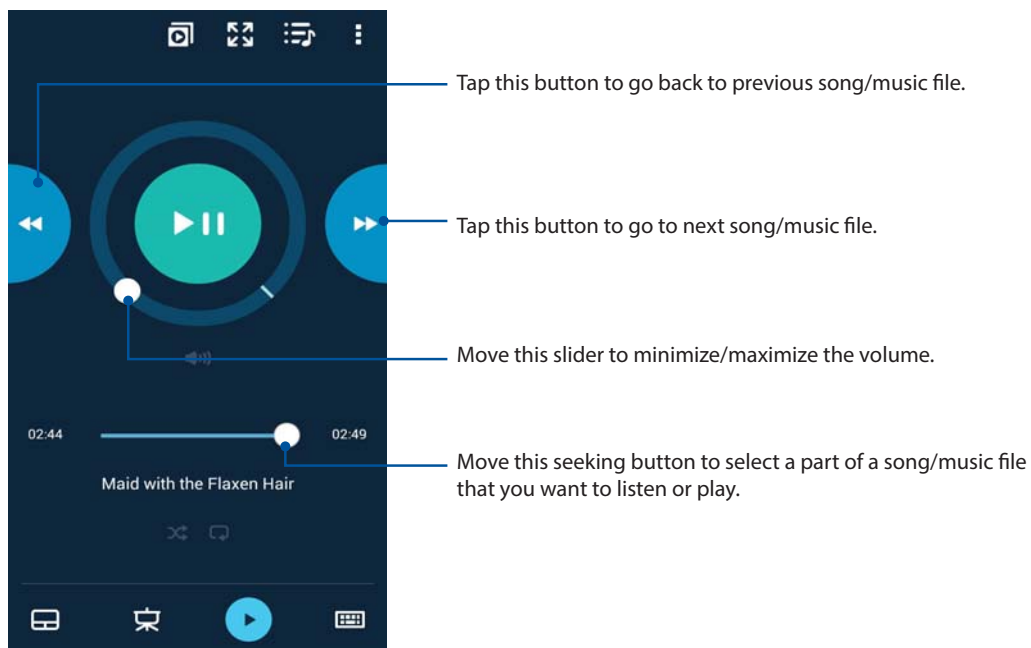 Tap this button to go back to previous song/music file.
Tap this button to go to next song/music file.
Move this slider to minimize/maximize the volume.
02:44
02:49
Move this seeking button to select a part of a song/music file
that you want to listen or play.
Maid with the Flaxen Hair